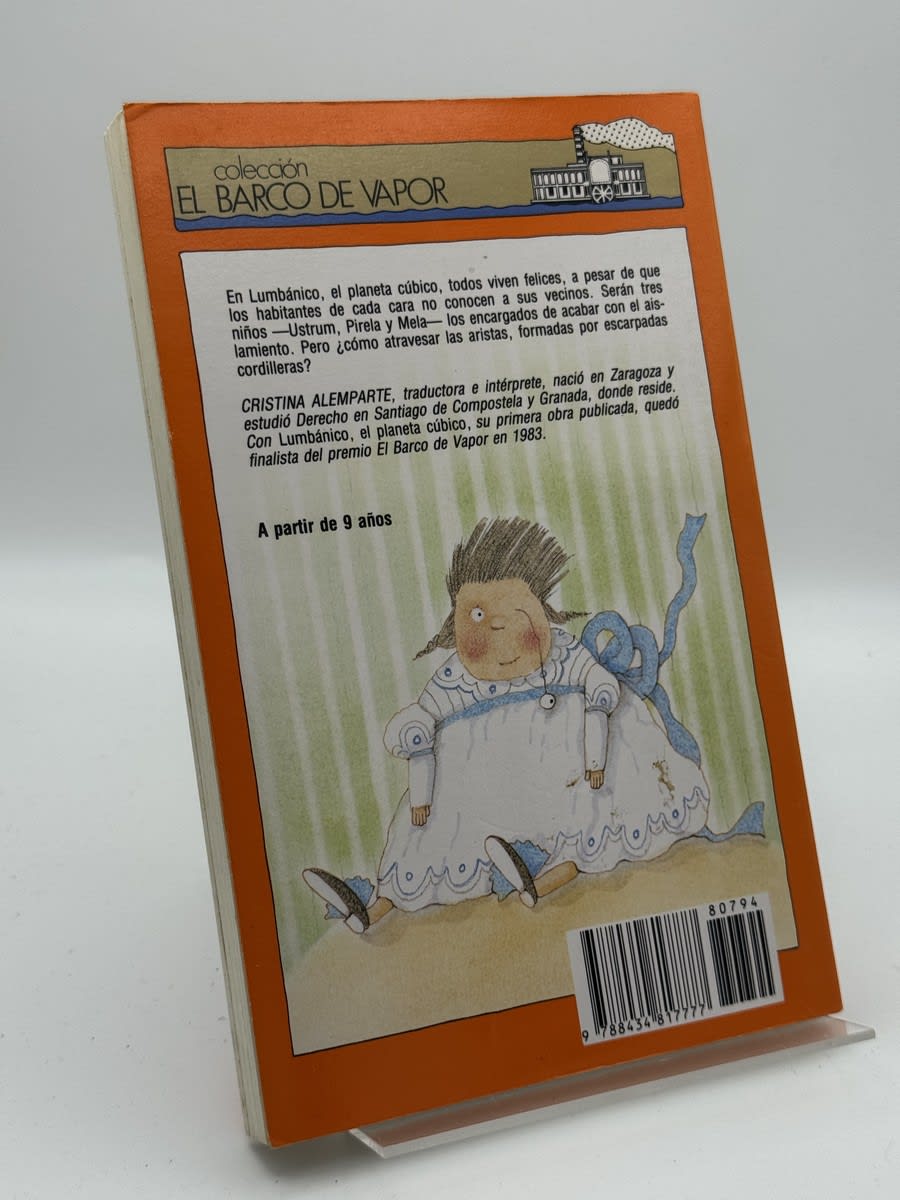 colección
EL BARCO DE VAPOR
En Lumbánico, el planeta cúbico, todos viven felices, a pesar de que
los habitantes de cada cara no conocen a sus vecinos. Serán tres
niños —Ustrum, Pirela y Mela— los encargados de acabar con el ais-
lamiento. Pero ¿cómo atravesar las aristas, formadas por escarpadas
cordilleras?
CRISTINA ALEMPARTE, traductora e intérprete, nació en Zaragoza y
estudió Derecho en Santiago de Compostela y Granada, donde reside.
Con Lumbánico, el planeta cúbico, su primera obra publicada, quedó
finalista del premio El Barco de Vapor en 1983.
A partir de 9 años
80794
9 788434 817777